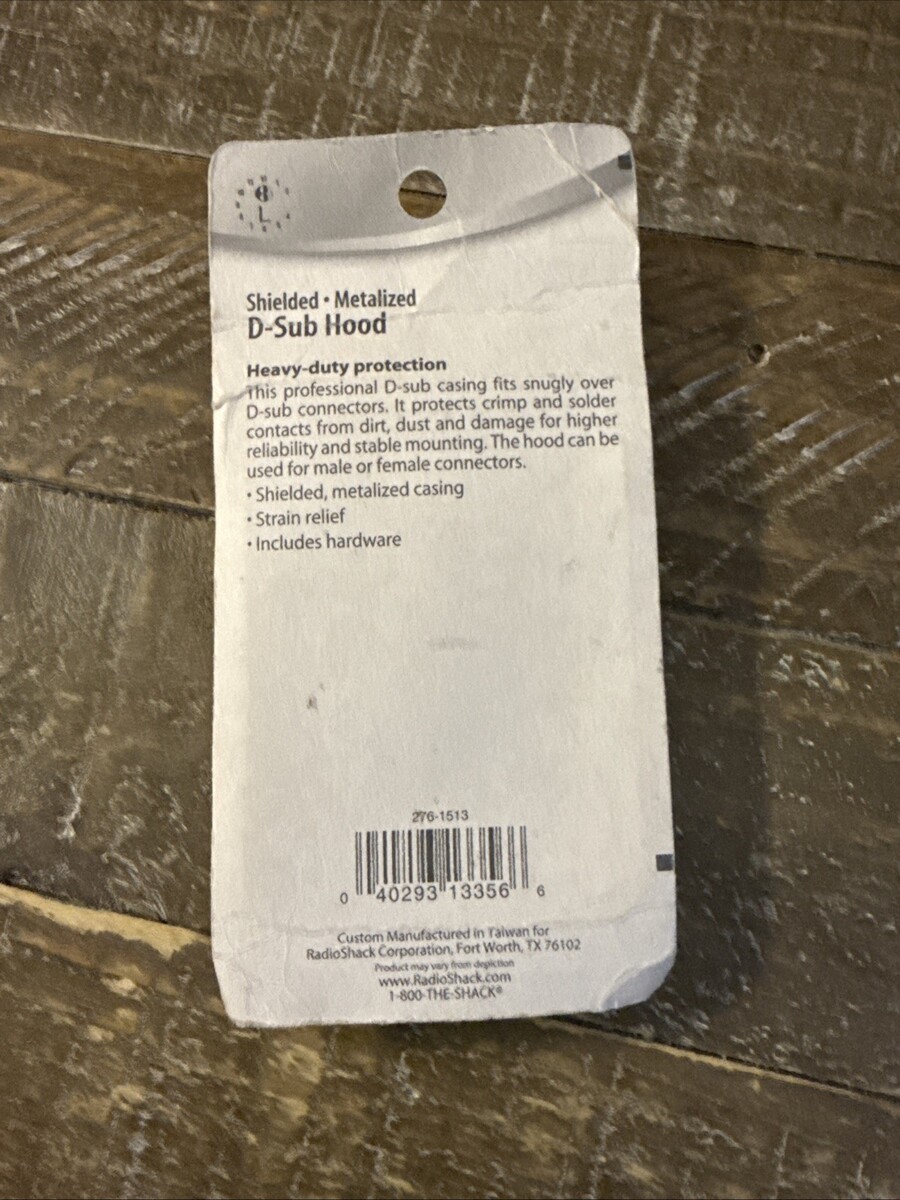 8
L
Shielded • Metalized
D-Sub Hood
Heavy-duty protection
This professional D-sub casing fits snugly over
D-sub connectors. It protects crimp and solder
contacts from dirt, dust and damage for higher
reliability and stable mounting. The hood can be
used for male or female connectors.
• Shielded, metalized casing
• Strain relief
• Includes hardware
276-1513
0 40293 13356 6
Custom Manufactured in Taiwan for
RadioShack Corporation, Fort Worth, TX 76102
Product may vary from depiction
www.RadioShack.com
1-800-THE-SHACK®